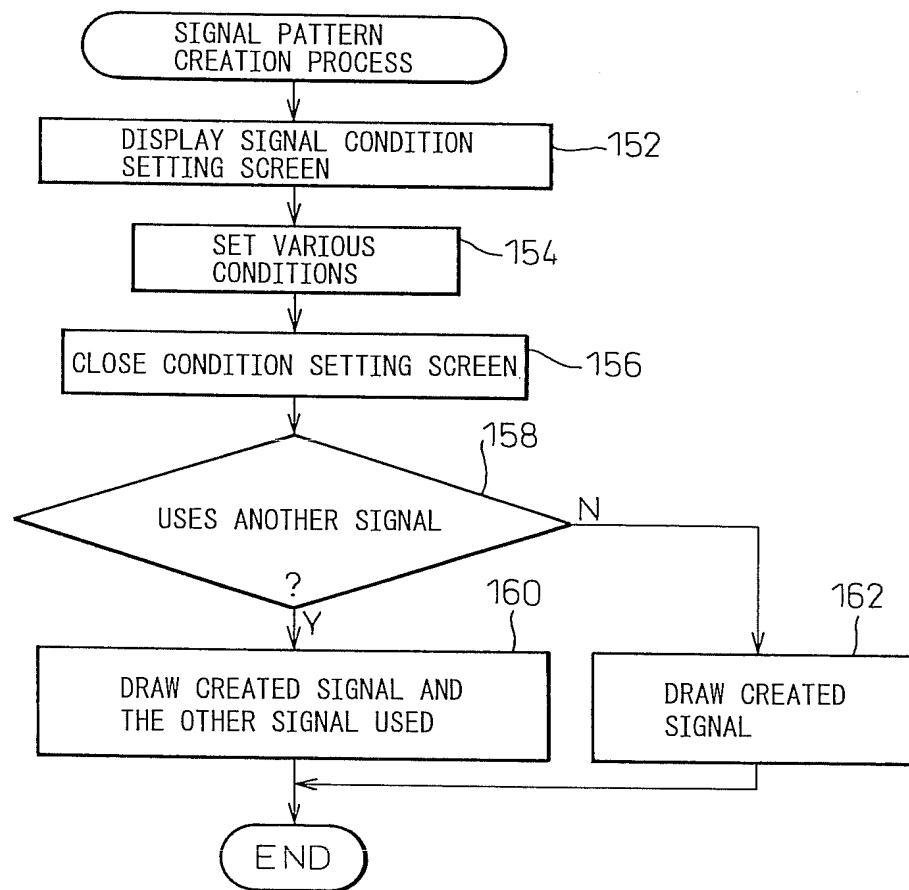 SIGNAL PATTERN
CREATION PROCESS
DISPLAY SIGNAL CONDITION
SETTING SCREEN
152
SET VARIOUS
CONDITIONS
154
CLOSE CONDITION SETTING SCREEN
156
158
USES ANOTHER SIGNAL
?
N
Y
160
DRAW CREATED SIGNAL AND
THE OTHER SIGNAL USED
162
DRAW CREATED
SIGNAL
END